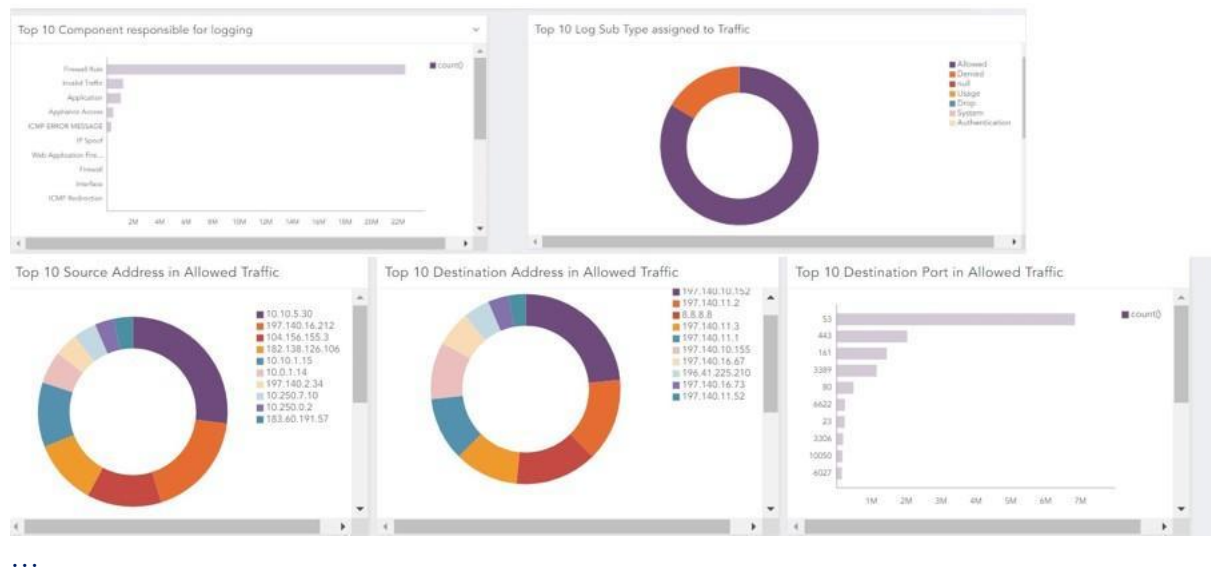 Top 10 Component responsible for logging
Firewall Rule
Invalid Traffic
Application
Appliance Access
ICMP ERROR MESSAGE
IP Spoof
Web Application Fire...
Firewall
Interface
ICMP Redirection
2M 4M 6M 8M 10M 12M 14M 16M 18M 20M 22M
count()
Top 10 Log Sub Type assigned to Traffic
Allowed
Denied
null
Usage
Drop
System
Authentication
Top 10 Source Address in Allowed Traffic
10.10.5.30
197.140.16.212
104.156.155.3
182.138.126.106
10.10.1.15
10.0.1.14
197.140.2.34
10.250.7.10
10.250.0.2
183.60.191.57
Top 10 Destination Address in Allowed Traffic
197.140.10.152
197.140.11.2
8.8.8.8
197.140.11.3
197.140.11.1
197.140.10.155
197.140.16.67
196.41.225.210
197.140.16.73
197.140.11.52
Top 10 Destination Port in Allowed Traffic
53
443
161
3389
80
6622
23
3306
10050
6027
1M 2M 3M 4M 5M 6M 7M
count()
...